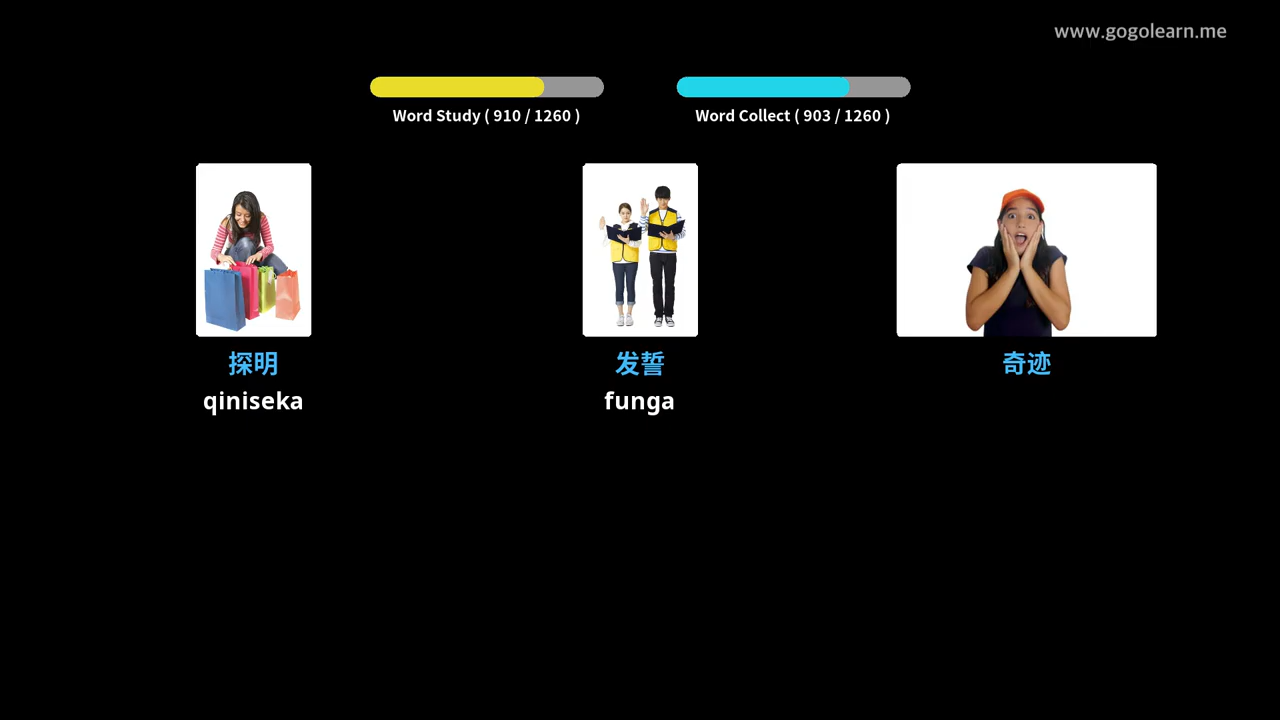 www.gogolearn.me
Word Study ( 910 / 1260 )
Word Collect ( 903 / 1260 )
探明
发誓
奇迹
qiniseka
funga